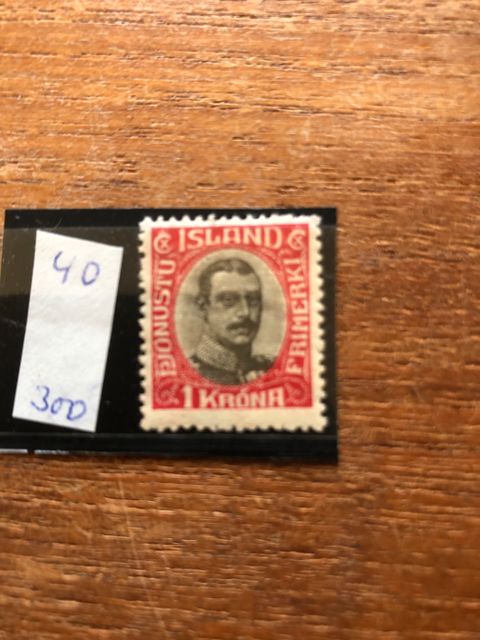 40
300
ISLAND
ÞJONUSTU
FRIMERKI
1 KRÓNA